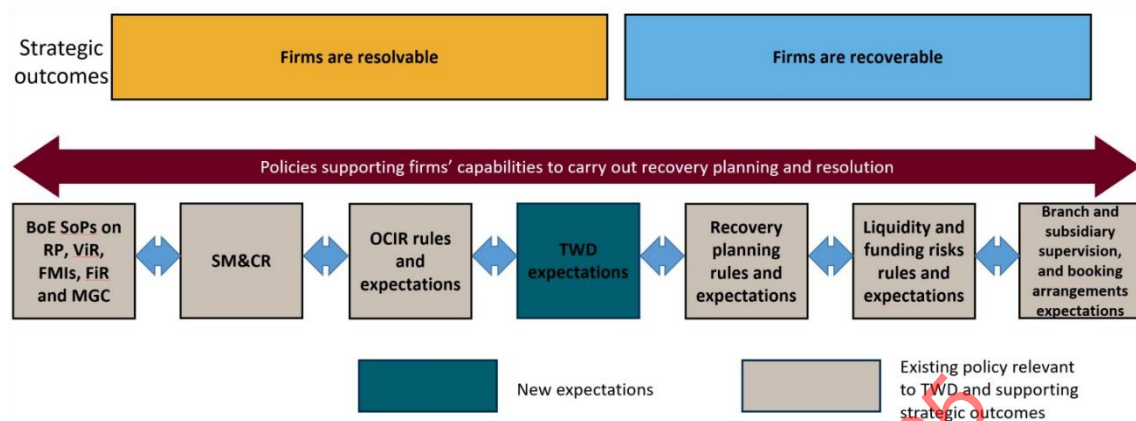 Strategic
outcomes
Firms are resolvable
Firms are recoverable
Policies supporting firms’ capabilities to carry out recovery planning and resolution
BoE SoPs on
RP, ViR,
FMIs, FiR
and MGC
SM&CR
OCIR rules
and
expectations
TWD
expectations
Recovery
planning
rules and
expectations
Liquidity and
funding risks
rules and
expectations
Branch and
subsidiary
supervision,
and booking
arrangements
expectations
New expectations
Existing policy relevant
to TWD and supporting
strategic outcomes